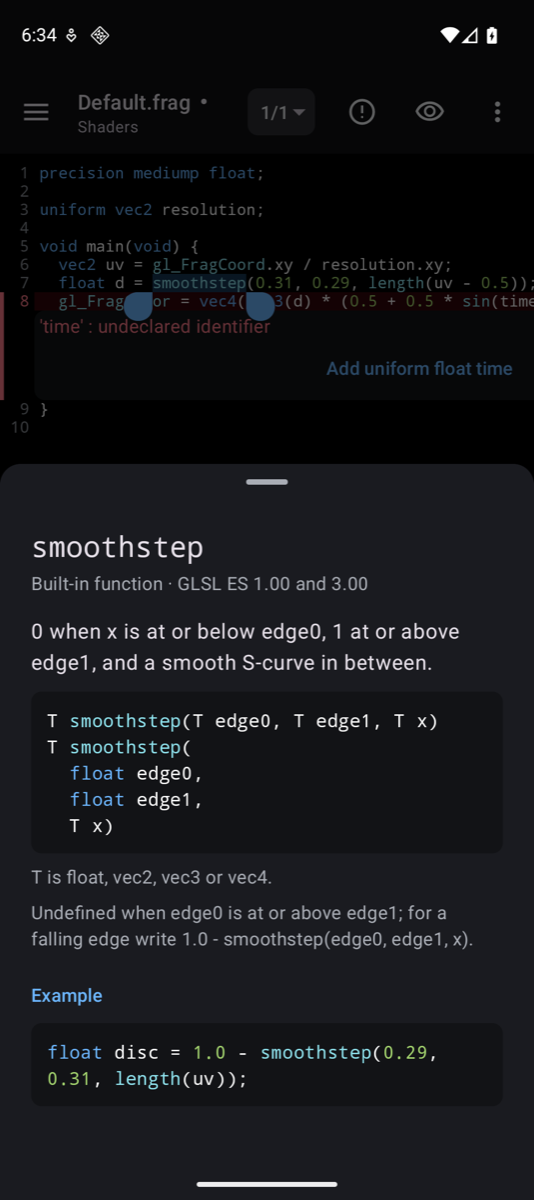 6:34
Default.frag •
Shaders
1/1
1 precision mediump float;
2
3 uniform vec2 resolution;
4
5 void main(void) {
6 vec2 uv = gl_FragCoord.xy / resolution.xy;
7 float d = smoothstep(0.31, 0.29, length(uv - 0.5));
8 gl_Frag or = vec4( 3(d) * (0.5 + 0.5 * sin(time
'time' : undeclared identifier
Add uniform float time
9 }
10
smoothstep
Built-in function · GLSL ES 1.00 and 3.00
0 when x is at or below edge0, 1 at or above
edge1, and a smooth S-curve in between.
T smoothstep(T edge0, T edge1, T x)
T smoothstep(
float edge0,
float edge1,
T x)
T is float, vec2, vec3 or vec4.
Undefined when edge0 is at or above edge1; for a
falling edge write 1.0 - smoothstep(edge0, edge1, x).
Example
float disc = 1.0 - smoothstep(0.29,
0.31, length(uv));